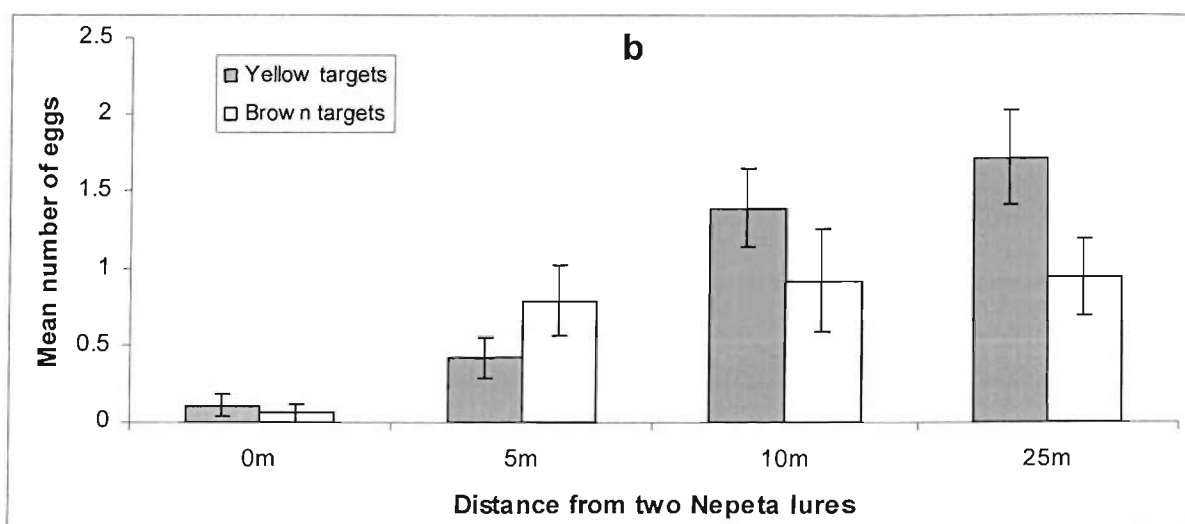 b
2.5
2
1.5
1
0.5
0
Mean number of eggs
Yellow targets
Brown targets
0m 5m 10m 25m
Distance from two Nepeta lures